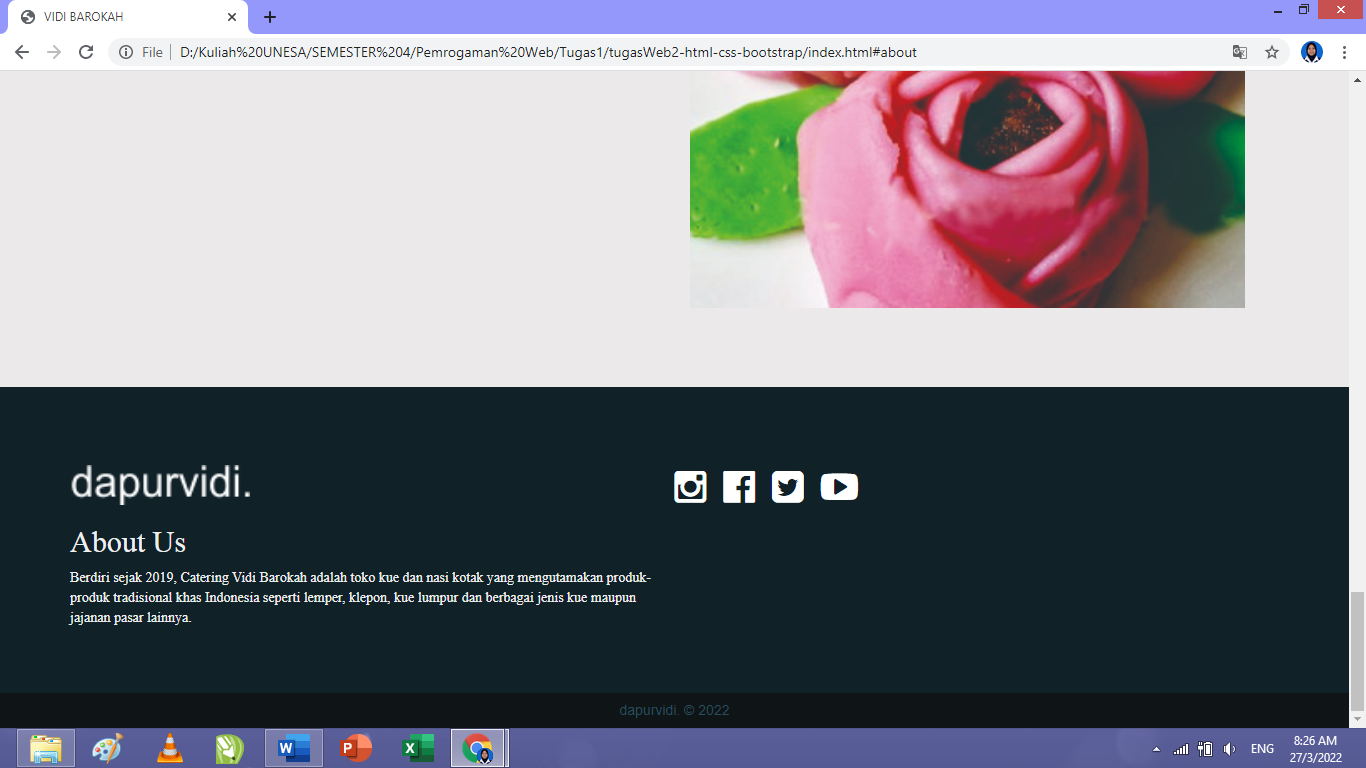 VIDI BAROKAH
File
D:/Kuliah%20UNESA/SEMESTER%204/Pemrogaman%20Web/Tugas1/tugasWeb2-html-css-bootstrap/index.html#about
dapurvidi.
About Us
Berdiri sejak 2019, Catering Vidi Barokah adalah toko kue dan nasi kotak yang mengutamakan produk-
produk tradisional khas Indonesia seperti lemper, klepon, kue lumpur dan berbagai jenis kue maupun
jajanan pasar lainnya.
dapurvidi. © 2022
ENG
8:26 AM
27/3/2022